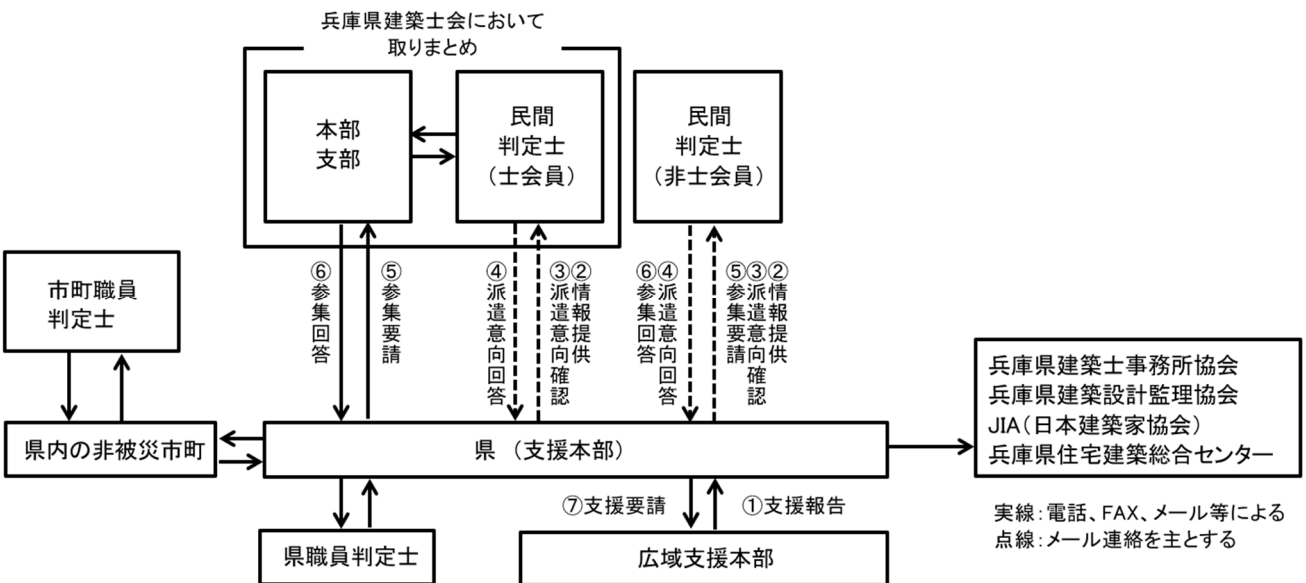 兵庫県建築士会において
取りまとめ
本部
支部
民間
判定士
(士会員)
民間
判定士
(非士会員)
市町職員
判定士
⑥参集回答
⑤参集要請
④派遣意向回答
③派遣意向確認
②情報提供
⑥参集回答
④派遣意向回答
⑤参集要請
③派遣意向確認
②情報提供
兵庫県建築士事務所協会
兵庫県建築設計監理協会
JIA(日本建築家協会)
兵庫県住宅建築総合センター
県内の非被災市町
県 (支援本部)
⑦支援要請
①支援報告
実線:電話、FAX、メール等による
点線:メール連絡を主とする
県職員判定士
広域支援本部